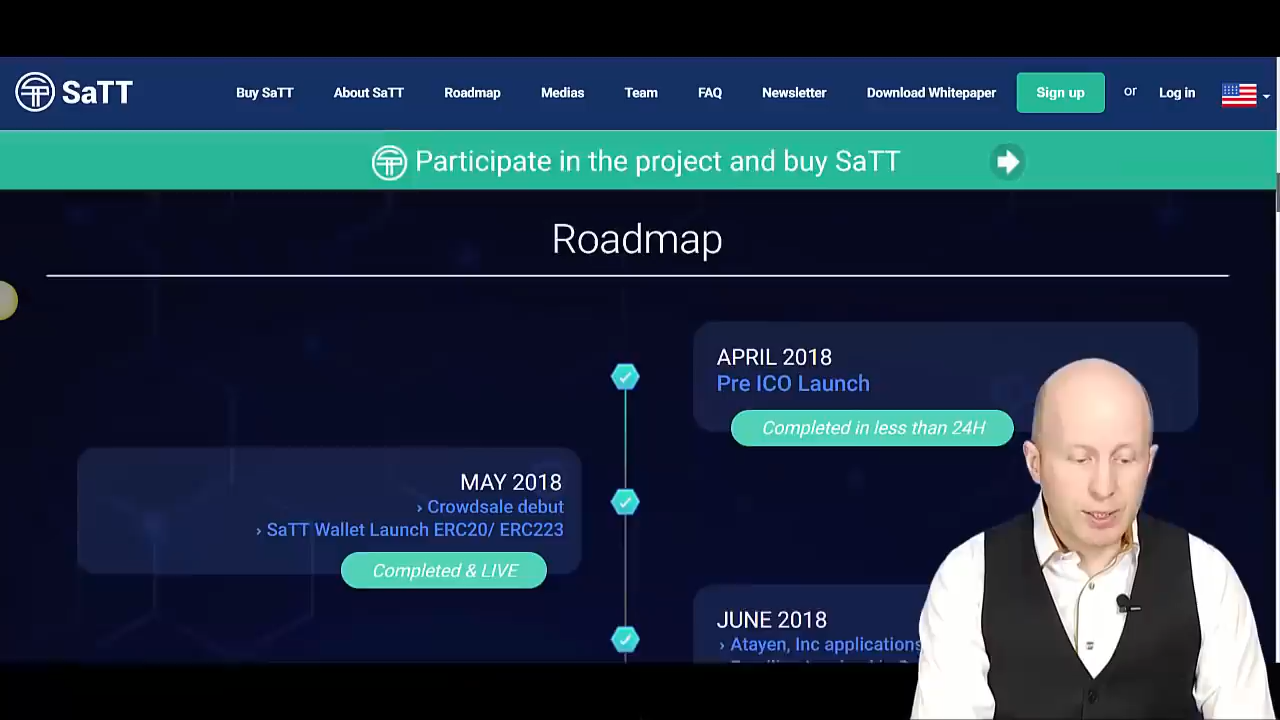 SaTT
Buy SaTT
About SaTT
Roadmap
Medias
Team
FAQ
Newsletter
Download Whitepaper
Sign up
or
Log in
Participate in the project and buy SaTT
Roadmap
APRIL 2018
Pre ICO Launch
Completed in less than 24H
MAY 2018
› Crowdsale debut
› SaTT Wallet Launch ERC20/ ERC223
Completed & LIVE
JUNE 2018
› Atayen, Inc applications